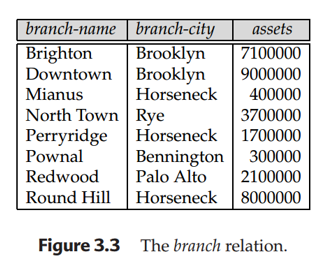 branch-name branch-city assets
Brighton Brooklyn 7100000
Downtown Brooklyn 9000000
Mianus Horseneck 400000
North Town Rye 3700000
Perryridge Horseneck 1700000
Pownal Bennington 300000
Redwood Palo Alto 2100000
Round Hill Horseneck 8000000
Figure 3.3 The branch relation.